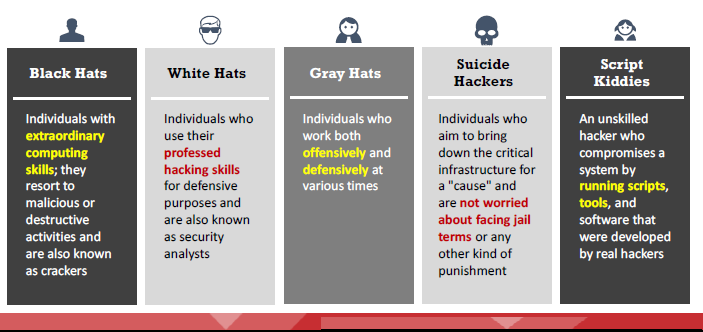 Black Hats
Individuals with
extraordinary
computing
skills; they
resort to
malicious or
destructive
activities and
are also known
as crackers
White Hats
Individuals who
use their
professed
hacking skills
for defensive
purposes and
are also known
as security
analysts
Gray Hats
Individuals who
work both
offensively and
defensively at
various times
Suicide
Hackers
Individuals who
aim to bring
down the critical
infrastructure for
a "cause" and
are not worried
about facing jail
terms or any
other kind of
punishment
Script
Kiddies
An unskilled
hacker who
compromises a
system by
running scripts,
tools, and
software that
were developed
by real hackers